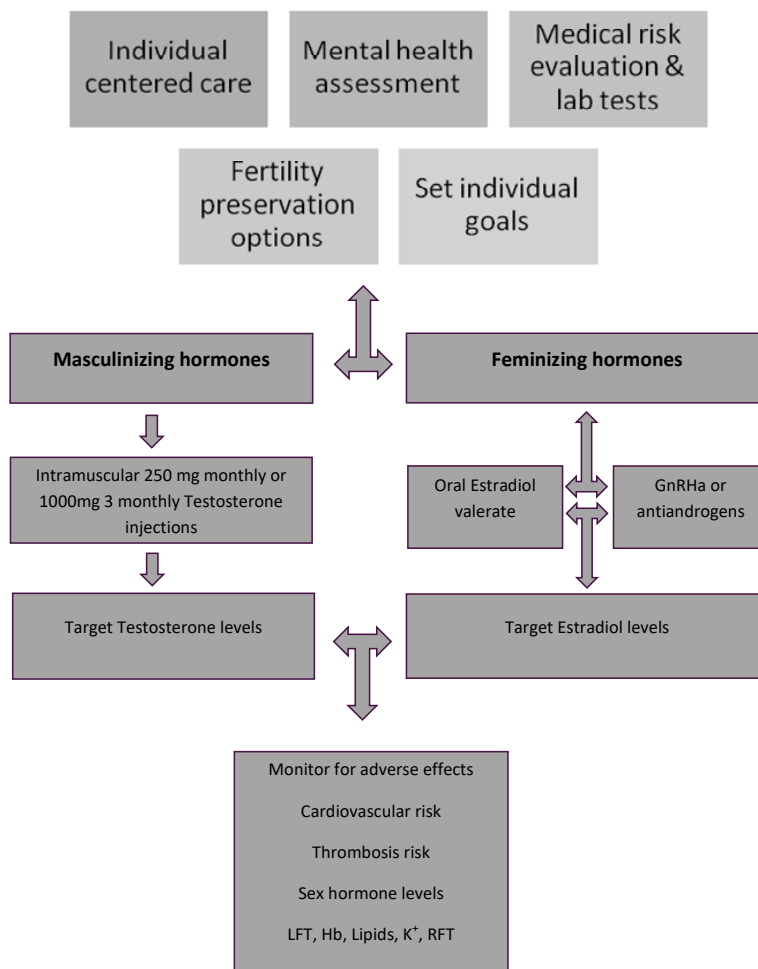 Individual
centered care
Mental health
assessment
Medical risk
evaluation &
lab tests
Fertility
preservation
options
Set individual
goals
Masculinizing hormones
Feminizing hormones
Intramuscular 250 mg monthly or
1000mg 3 monthly Testosterone
injections
Oral Estradiol
valerate
GnRHa or
antiandrogens
Target Testosterone levels
Target Estradiol levels
Monitor for adverse effects
Cardiovascular risk
Thrombosis risk
Sex hormone levels
LFT, Hb, Lipids, K⁺, RFT